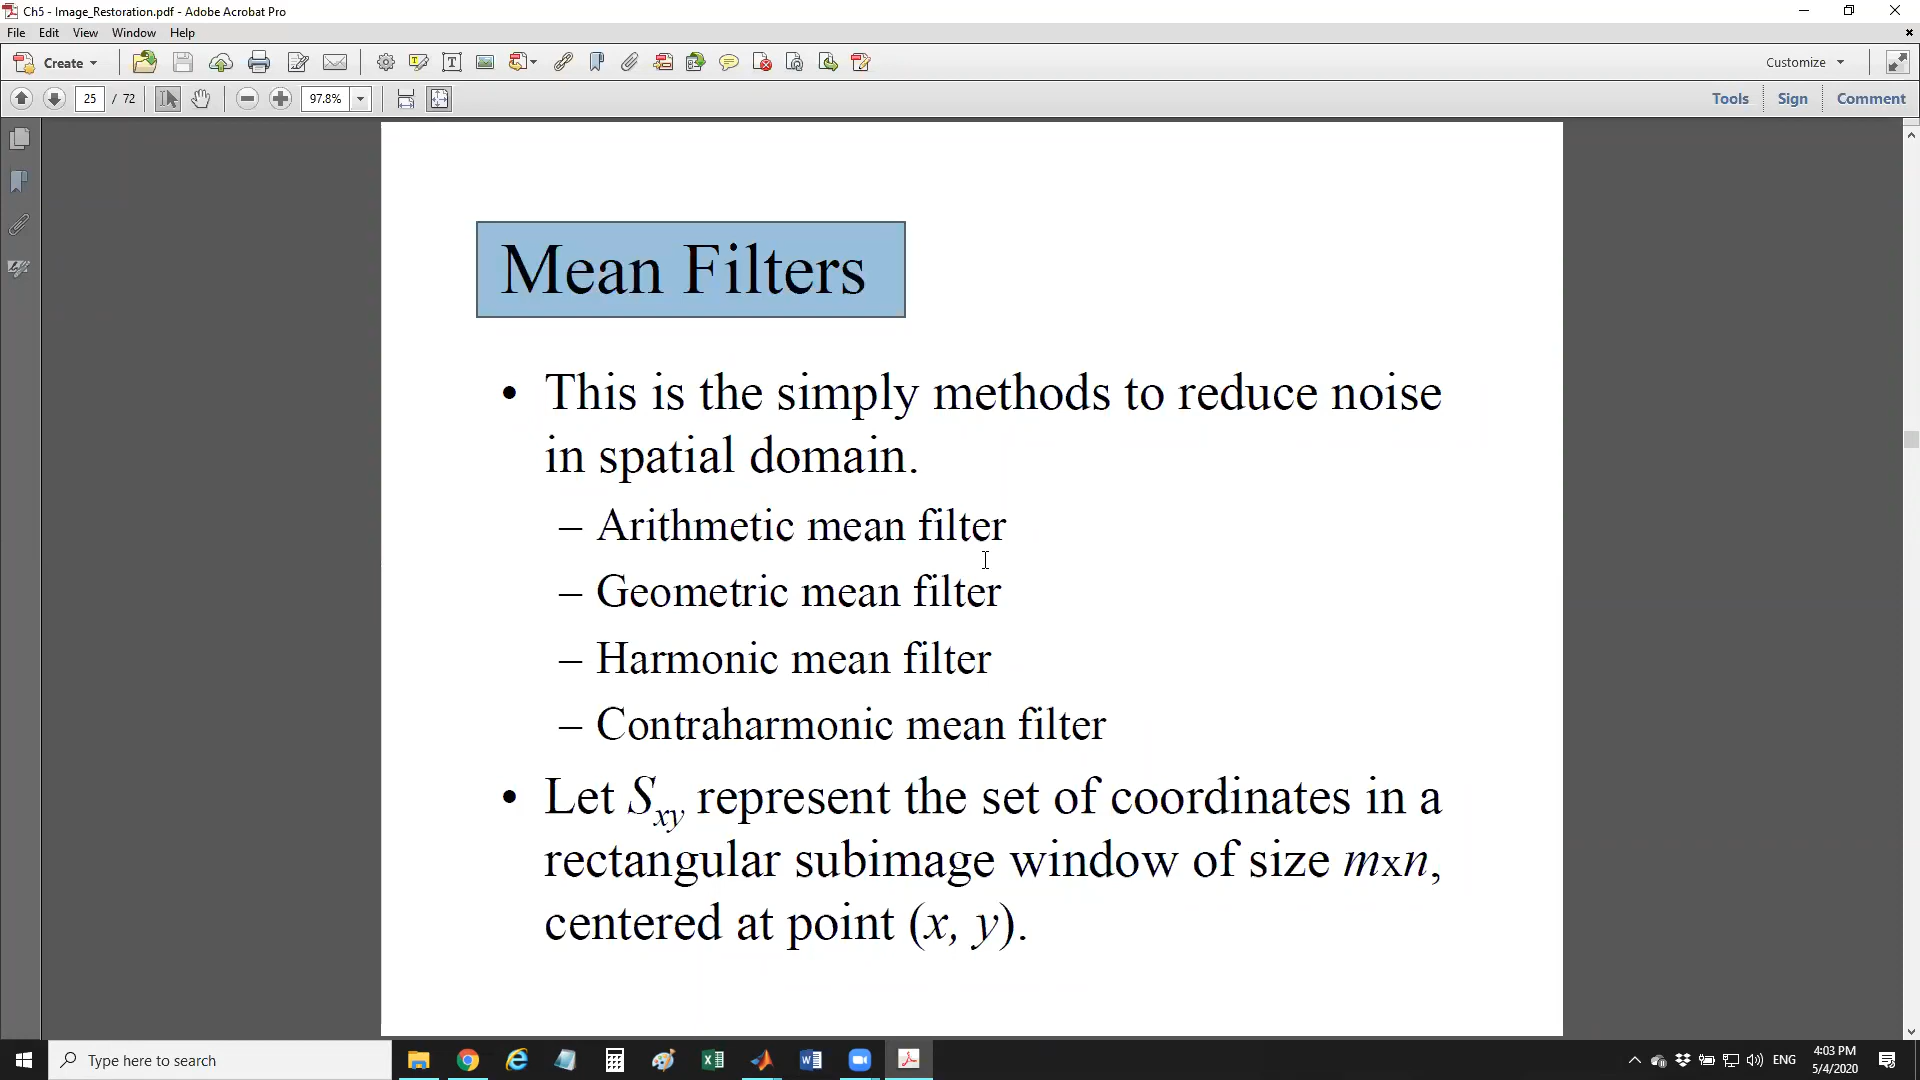 Ch5 - Image_Restoration.pdf - Adobe Acrobat Pro
File Edit View Window Help
Create
Customize
25 / 72
97.8%
Tools Sign Comment
Mean Filters
• This is the simply methods to reduce noise
in spatial domain.
– Arithmetic mean filter
– Geometric mean filter
– Harmonic mean filter
– Contraharmonic mean filter
• Let Sxy represent the set of coordinates in a
rectangular subimage window of size mxn,
centered at point (x, y).
Type here to search
ENG
4:03 PM
5/4/2020